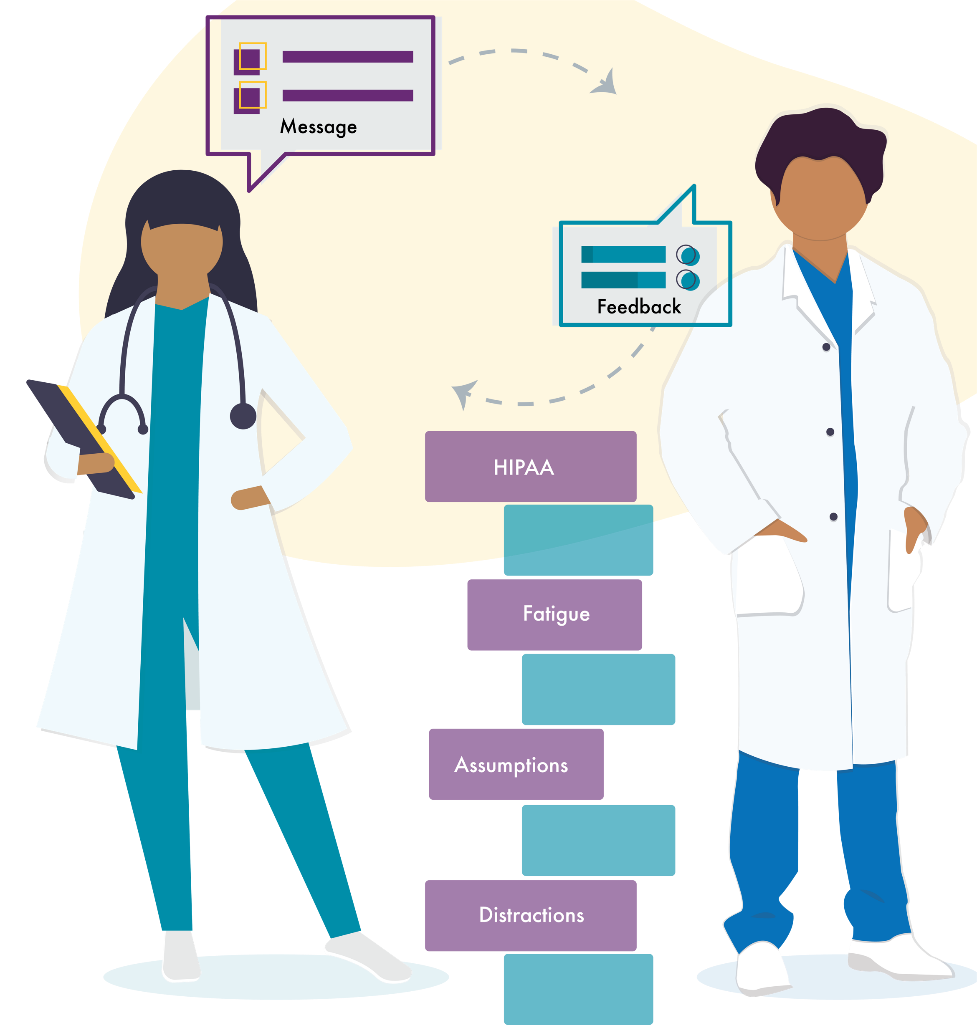 Message
Feedback
HIPAA
Fatigue
Assumptions
Distractions